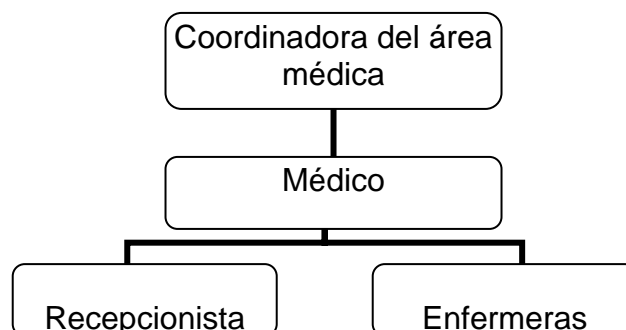 Coordinadora del área
médica
Médico
Recepcionista
Enfermeras